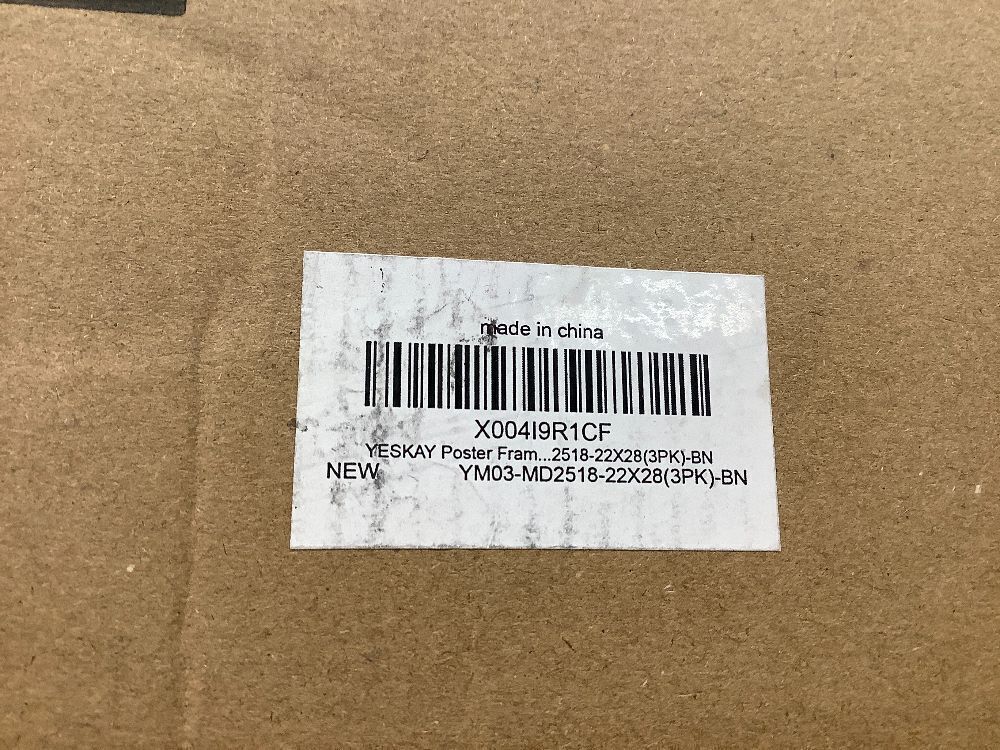 made in china
X004I9R1CF
YESKAY Poster Fram...2518-22X28(3PK)-BN
NEW YM03-MD2518-22X28(3PK)-BN